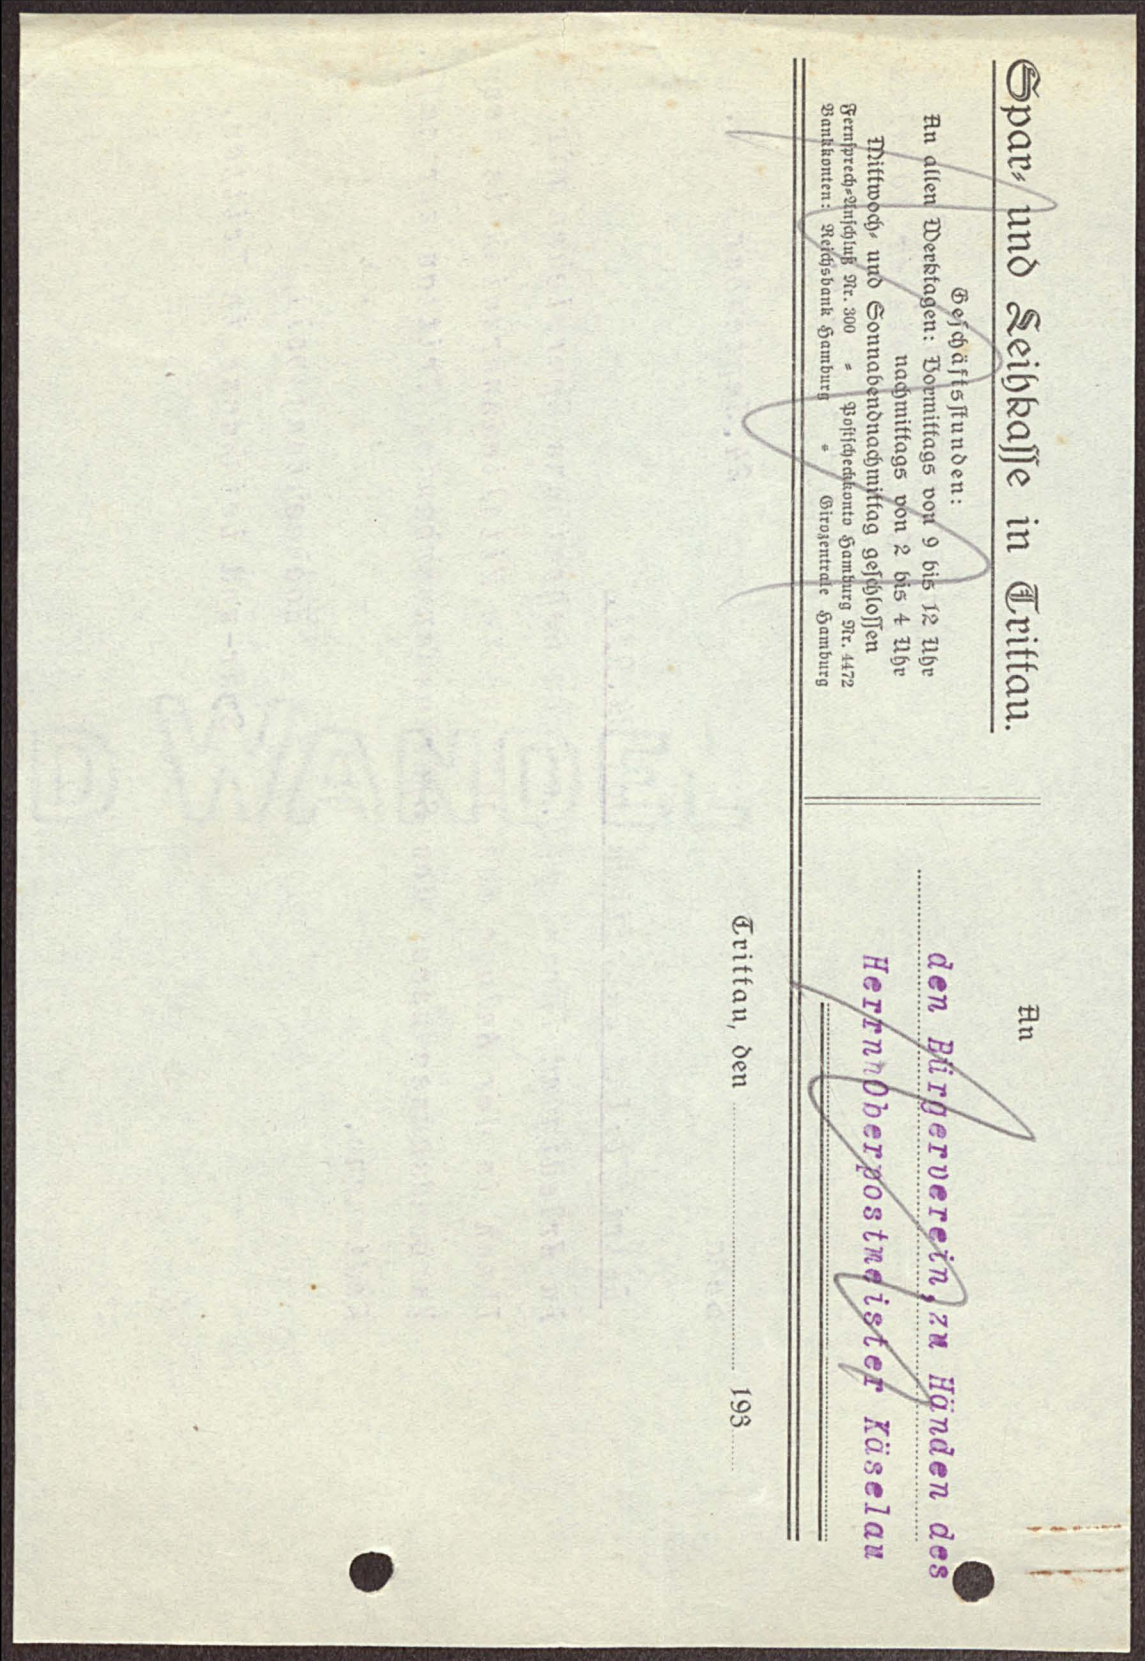 Spar- und Leihkasse in Trittau.
Geschäftsstunden:
An allen Werktagen: Vormittags von 9 bis 12 Uhr
nachmittags von 2 bis 4 Uhr
Mittwoch- und Sonnabendnachmittag geschlossen
Fernsprech-Anschluß Nr. 300 - Postscheckkonto Hamburg Nr. 4472
Bankkonten: Reichsbank Hamburg - Girozentrale Hamburg
An
den Bürgerverein, zu Händen des
Herrn Oberpostmeister Käselau
Trittau, den 193